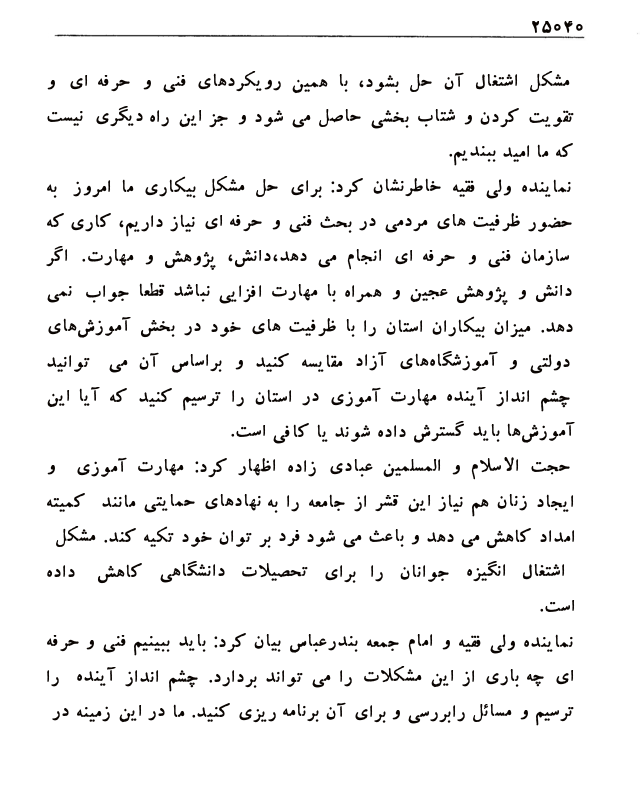 ۲۵۰۴۰
مشکل اشتغال آن حل بشود، با همین رویکردهای فنی و حرفه ای و
تقویت کردن و شتاب بخشی حاصل می شود و جز این راه دیگری نیست
که ما امید ببندیم.
نماینده ولی فقیه خاطرنشان کرد: برای حل مشکل بیکاری ما امروز به
حضور ظرفیت های مردمی در بحث فنی و حرفه ای نیاز داریم، کاری که
سازمان فنی و حرفه ای انجام می دهد،دانش، پژوهش و مهارت. اگر
دانش و پژوهش عجین و همراه با مهارت افزایی نباشد قطعا جواب نمی
دهد. میزان بیکاران استان را با ظرفیت های خود در بخش آموزش‌های
دولتی و آموزشگاه‌های آزاد مقایسه کنید و براساس آن می توانید
چشم انداز آینده مهارت آموزی در استان را ترسیم کنید که آیا این
آموزش‌ها باید گسترش داده شوند یا کافی است.
حجت الاسلام و المسلمین عبادی زاده اظهار کرد: مهارت آموزی و
ایجاد زنان هم نیاز این قشر از جامعه را به نهادهای حمایتی مانند کمیته
امداد کاهش می دهد و باعث می شود فرد بر توان خود تکیه کند. مشکل
اشتغال انگیزه جوانان را برای تحصیلات دانشگاهی کاهش داده
است.
نماینده ولی فقیه و امام جمعه بندرعباس بیان کرد: باید ببینیم فنی و حرفه
ای چه باری از این مشکلات را می تواند بردارد. چشم انداز آینده را
ترسیم و مسائل رابررسی و برای آن برنامه ریزی کنید. ما در این زمینه در